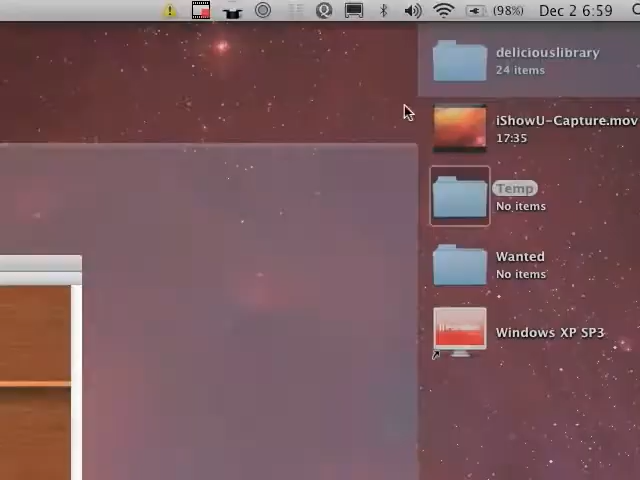 (98%) Dec 2 6:59
deliciouslibrary
24 items
iShowU-Capture.mov
17:35
Temp
No items
Wanted
No items
Windows XP SP3